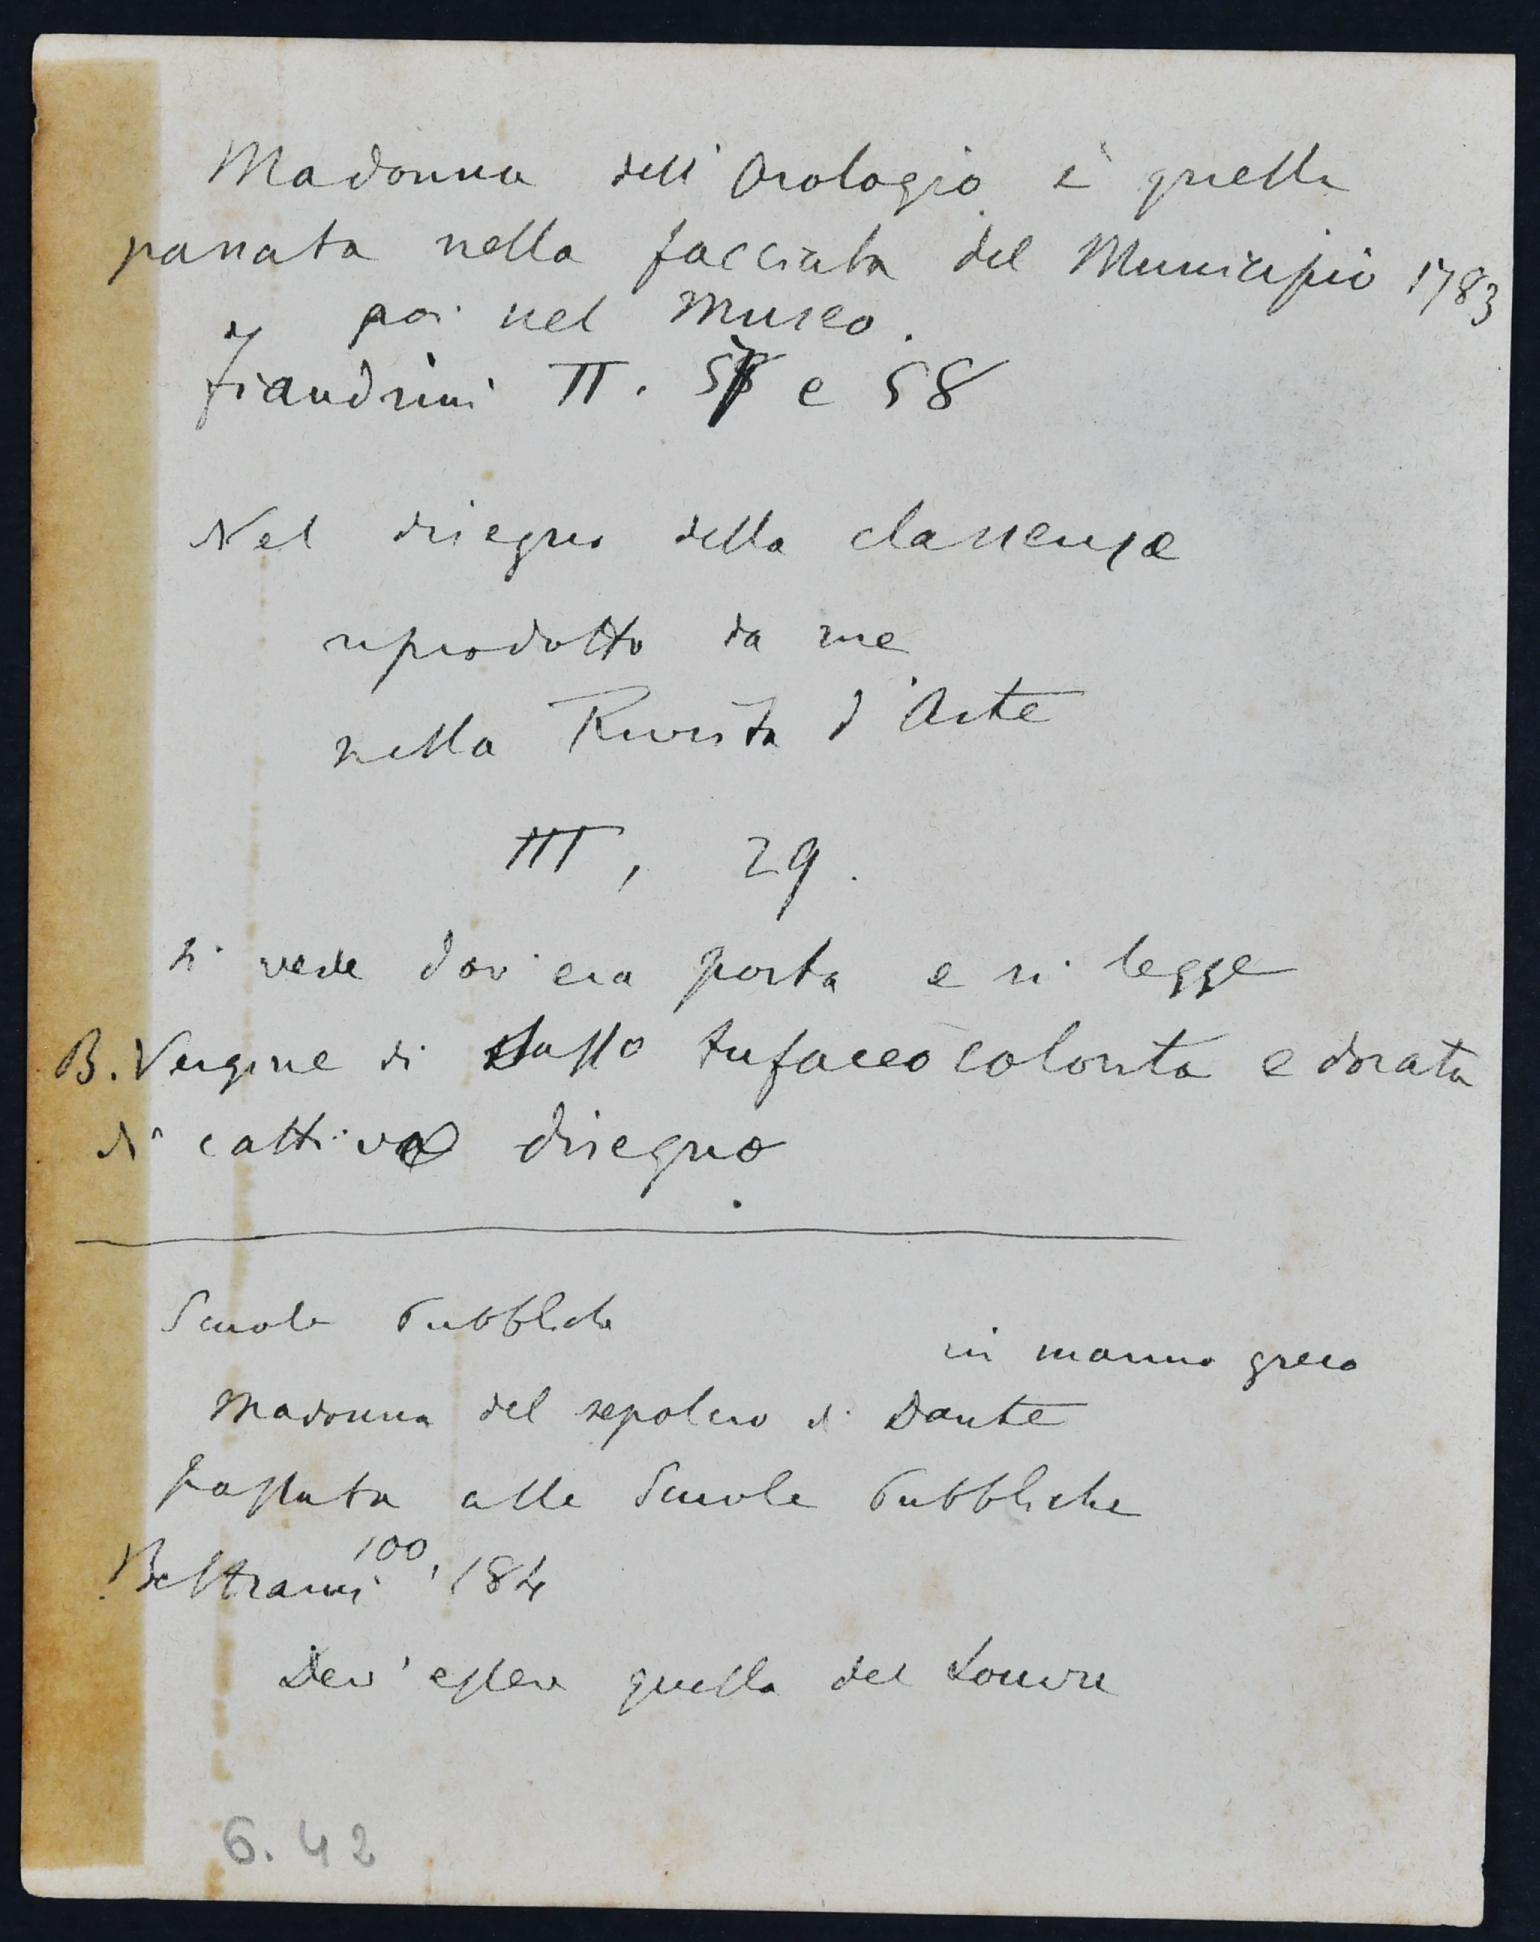 Madonna dell'Orologio è quella
passata nella facciata del Municipio 1783
poi nel Museo.
Fiandrini II. 57 e 58
Nel disegno della classense
riprodotto da me
nella Rivista d'Arte
III, 29.
si vede dov'era posta e si legge
B. Vergine di Sasso tufaceo colorita e dorata
di cattivo disegno
Scuole Pubbliche
in marmo greco
Madonna del sepolcro di Dante
passata alle Scuole Pubbliche
Beltrami 100, 184
Dev'essere quella del Louvre
6.42